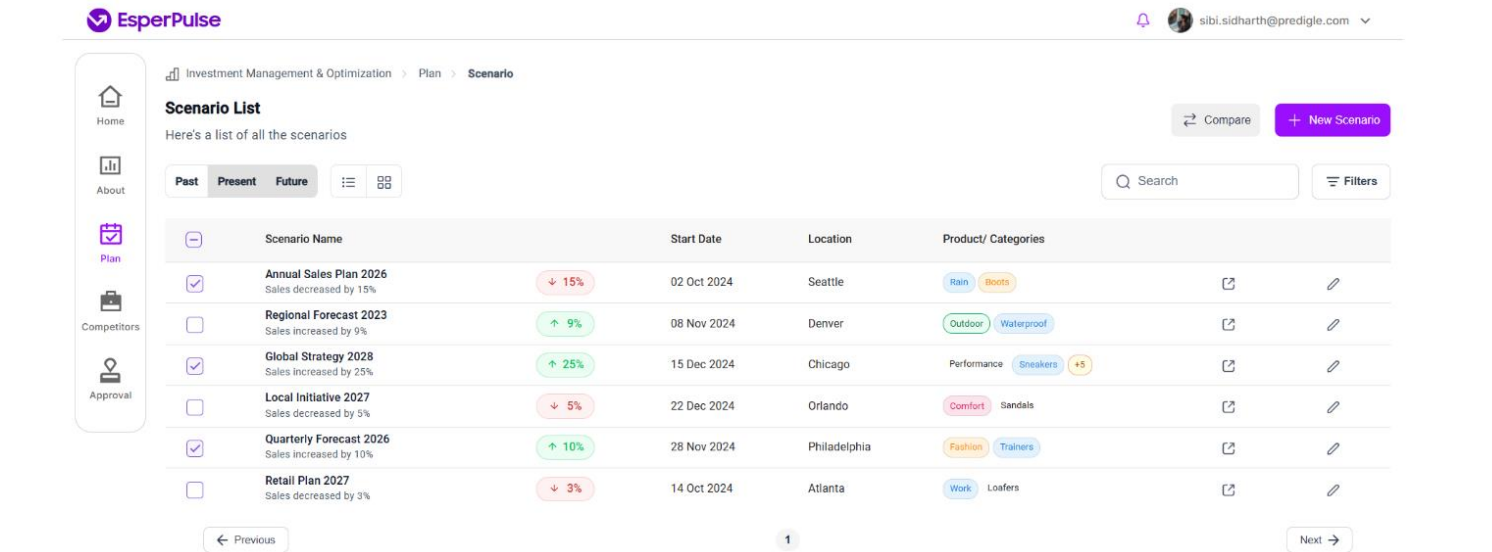 EsperPulse
sibi.sidharth@predigle.com
Investment Management & Optimization > Plan > Scenario
Home
About
Plan
Competitors
Approval
Scenario List
Here's a list of all the scenarios
Compare
+ New Scenario
Past Present Future
Search
Filters
Scenario Name Start Date Location Product/ Categories
Annual Sales Plan 2026
Sales decreased by 15%
↓ 15% 02 Oct 2024 Seattle Rain Boots
Regional Forecast 2023
Sales increased by 9%
↑ 9% 08 Nov 2024 Denver Outdoor Waterproof
Global Strategy 2028
Sales increased by 25%
↑ 25% 15 Dec 2024 Chicago Performance Sneakers +5
Local Initiative 2027
Sales decreased by 5%
↓ 5% 22 Dec 2024 Orlando Comfort Sandals
Quarterly Forecast 2026
Sales increased by 10%
↑ 10% 28 Nov 2024 Philadelphia Fashion Trainers
Retail Plan 2027
Sales decreased by 3%
↓ 3% 14 Oct 2024 Atlanta Work Loafers
← Previous 1 Next →